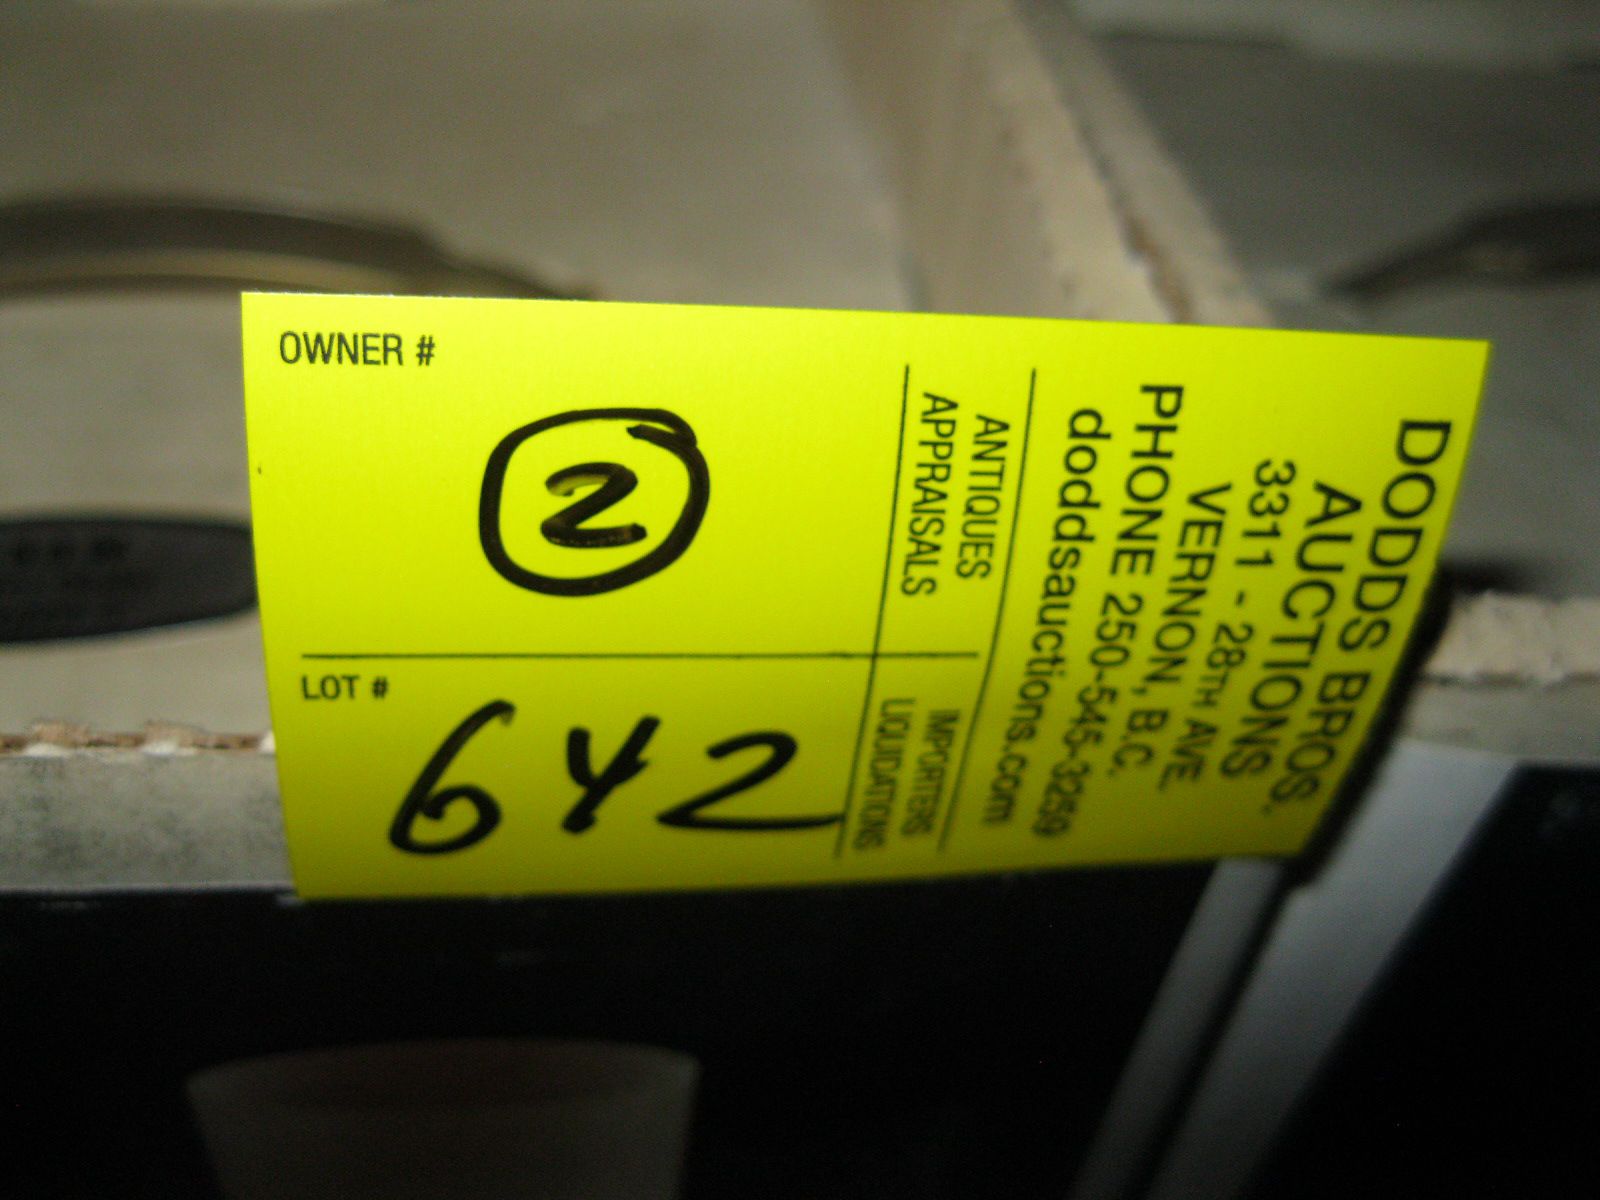 OWNER #
2
LOT #
642
ANTIQUES
APPRAISALS
IMPORTERS
LIQUIDATIONS
DODDS BROS.
AUCTIONS
3311 - 28TH AVE.
VERNON, B.C.
PHONE 250-545-3259
doddsauctions.com